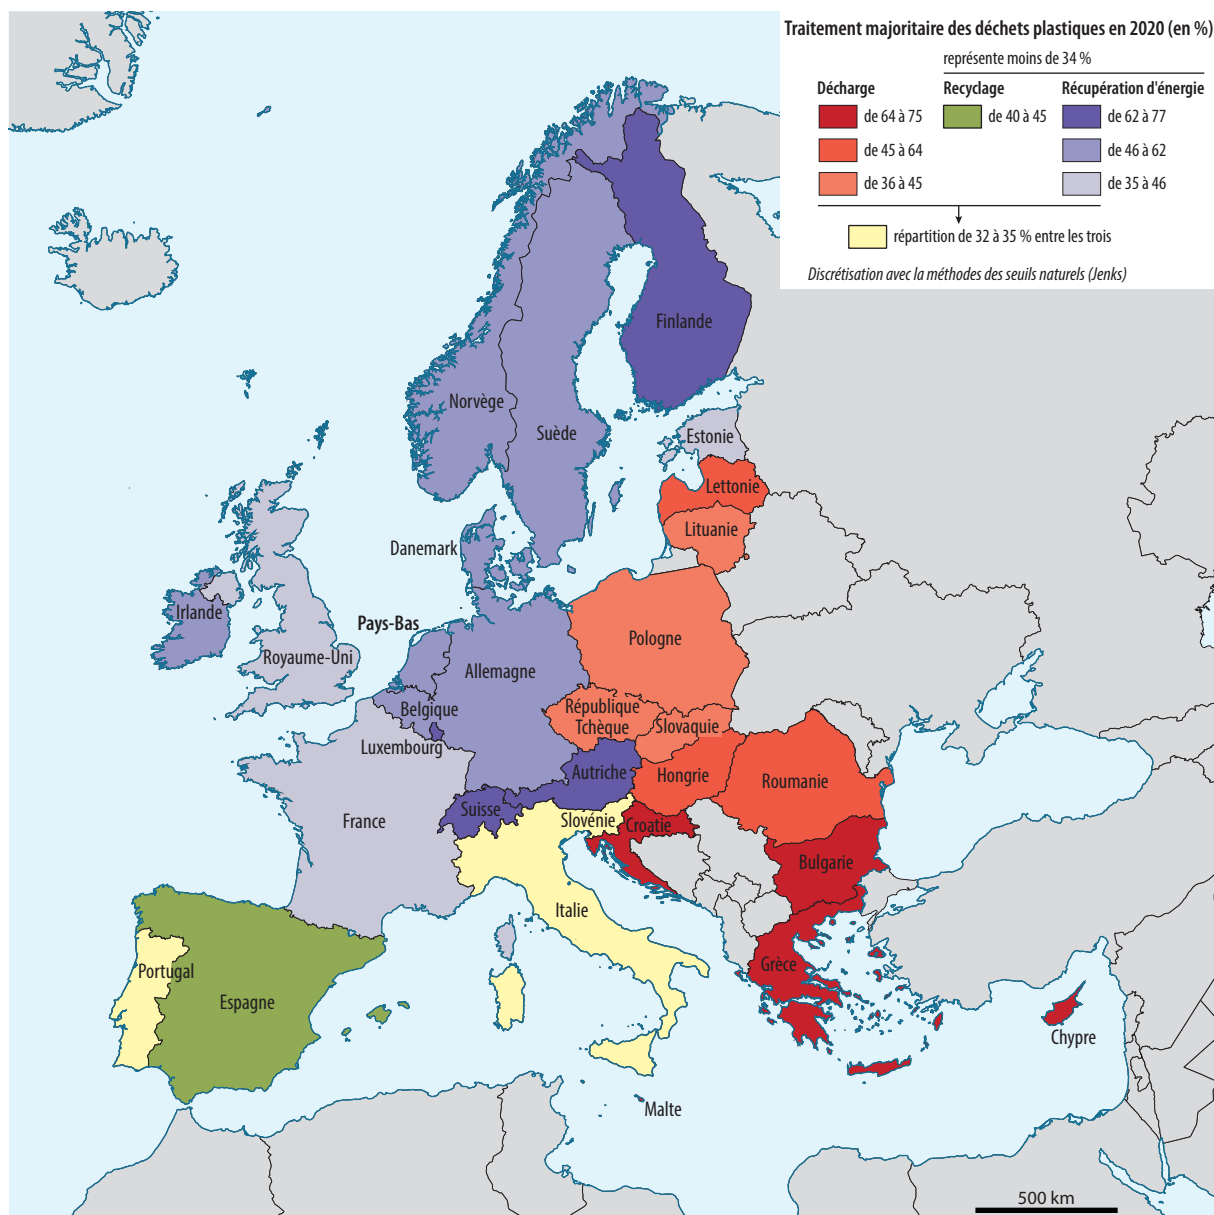 Traitement majoritaire des déchets plastiques en 2020 (en %)
représente moins de 34 %
Décharge
Recyclage
Récupération d'énergie
de 64 à 75
de 40 à 45
de 62 à 77
de 45 à 64
de 46 à 62
de 36 à 45
de 35 à 46
répartition de 32 à 35 % entre les trois
Discrétisation avec la méthodes des seuils naturels (Jenks)
Finlande
Norvège
Suède
Estonie
Lettonie
Lituanie
Danemark
Irlande
Pays-Bas
Royaume-Uni
Pologne
Allemagne
Belgique
République
Tchèque
Slovaquie
Luxembourg
Autriche
Hongrie
Roumanie
Suisse
France
Slovénie
Croatie
Bulgarie
Italie
Grèce
Portugal
Espagne
Chypre
Malte
500 km